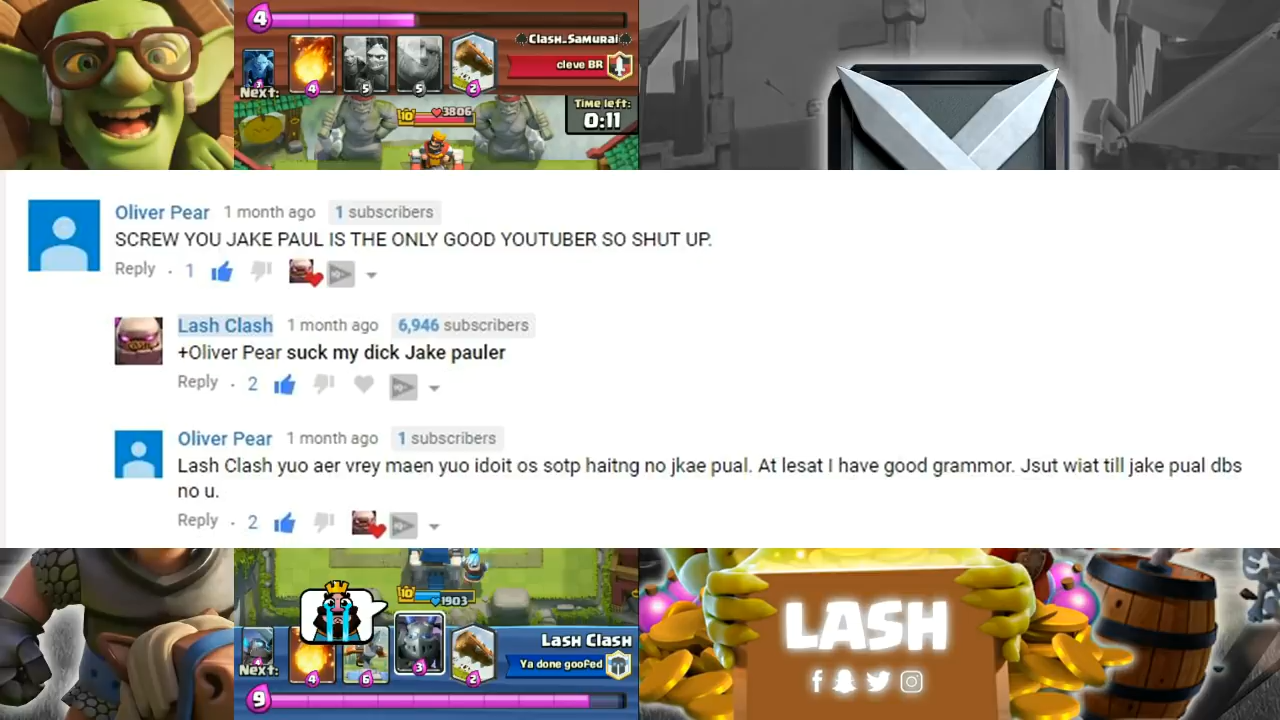 4
Clash_Samurai
cleve BR
Next:
4
5
5
2
10 3806
Time left:
0:11
Oliver Pear 1 month ago 1 subscribers
SCREW YOU JAKE PAUL IS THE ONLY GOOD YOUTUBER SO SHUT UP.
Reply · 1
Lash Clash 1 month ago 6,946 subscribers
+Oliver Pear suck my dick Jake pauler
Reply · 2
Oliver Pear 1 month ago 1 subscribers
Lash Clash yuo aer vrey maen yuo idoit os sotp haitng no jkae pual. At lesat I have good grammor. Jsut wiat till jake pual dbs
no u.
Reply · 2
10 1903
Lash Clash
Ya done goofed
Next:
4
4
6
3
2
9
LASH